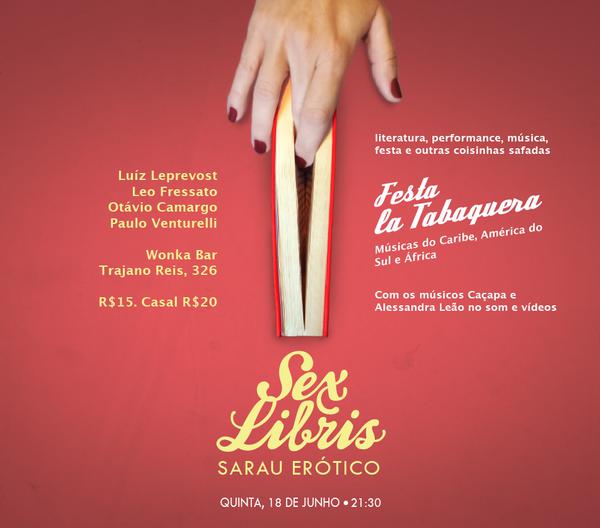 Luíz Leprevost
Leo Fressato
Otávio Camargo
Paulo Venturelli
Wonka Bar
Trajano Reis, 326
R$15. Casal R$20
literatura, performance, música,
festa e outras coisinhas safadas
Festa
la Tabaquera
Músicas do Caribe, América do
Sul e África
Com os músicos Caçapa e
Alessandra Leão no som e vídeos
Sex
Libris
SARAU ERÓTICO
QUINTA, 18 DE JUNHO • 21:30